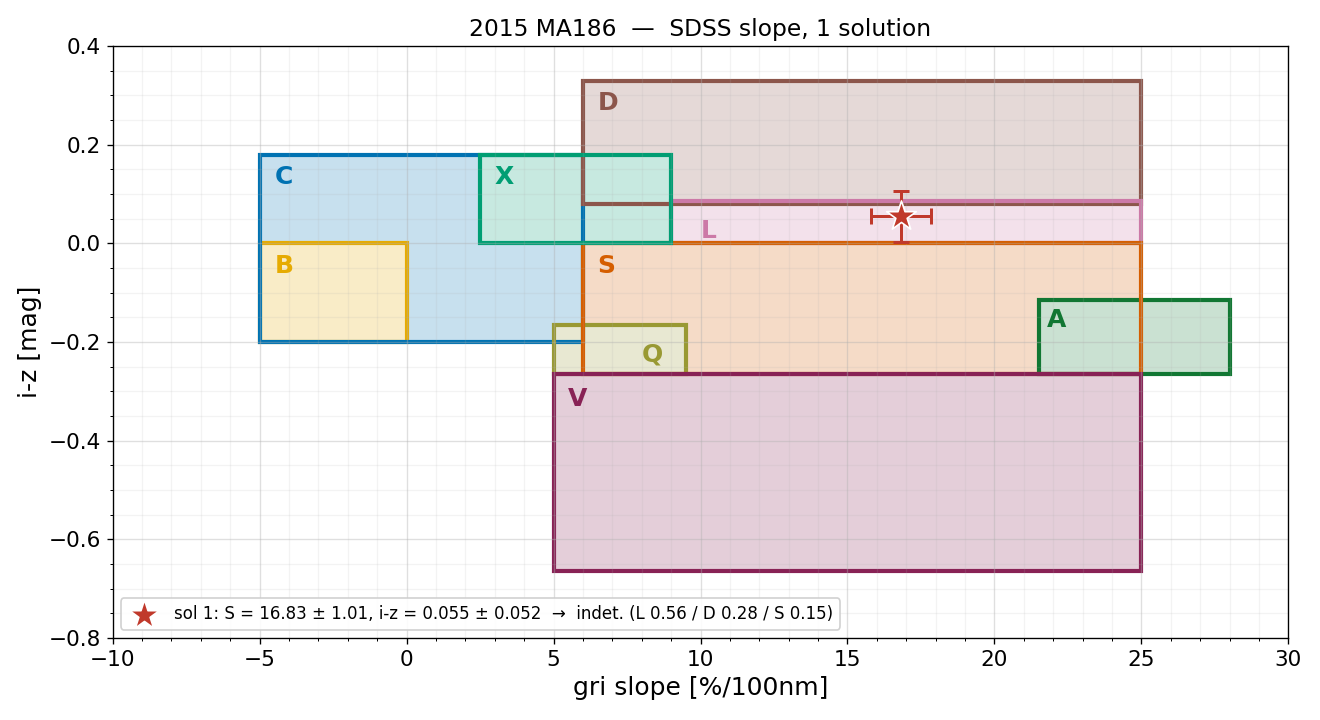 2015 MA186 — SDSS slope, 1 solution
0.4
0.2
0.0
−0.2
−0.4
−0.6
−0.8
i-z [mag]
D
C
X
L
B
S
A
Q
V
sol 1: S = 16.83 ± 1.01, i-z = 0.055 ± 0.052 → indet. (L 0.56 / D 0.28 / S 0.15)
−10
−5
0
5
10
15
20
25
30
gri slope [%/100nm]